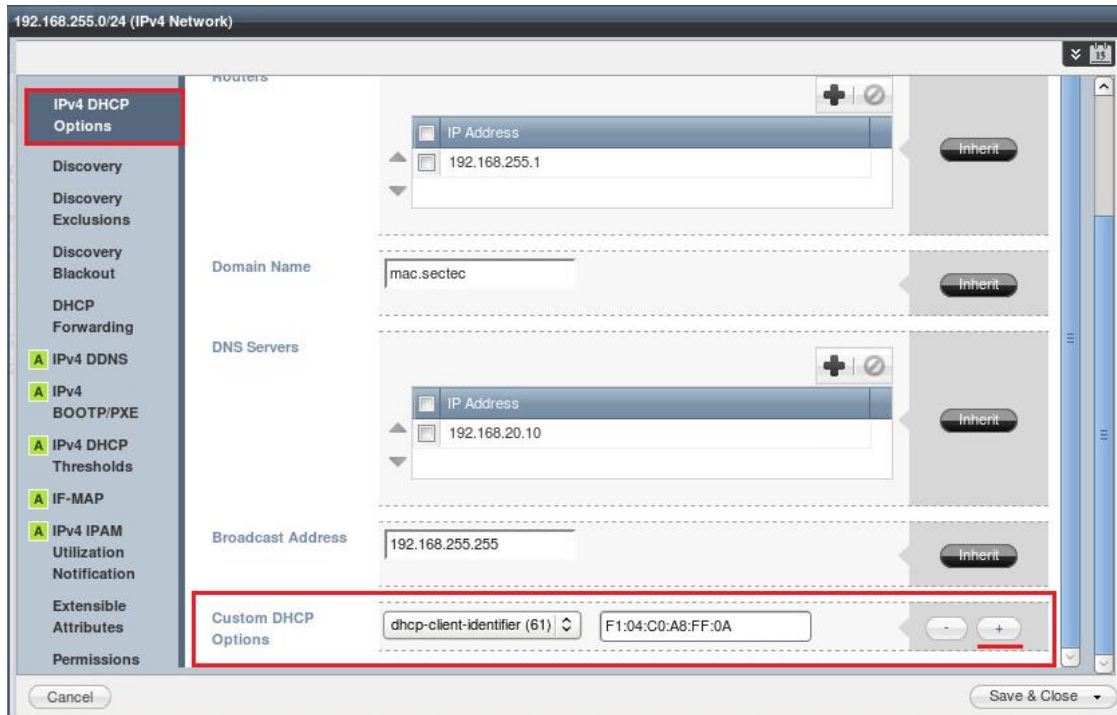 192.168.255.0/24 (IPv4 Network)
15
IPv4 DHCP
Options
Discovery
Discovery
Exclusions
Discovery
Blackout
DHCP
Forwarding
A IPv4 DDNS
A IPv4
BOOTP/PXE
A IPv4 DHCP
Thresholds
A IF-MAP
A IPv4 IPAM
Utilization
Notification
Extensible
Attributes
Permissions
Routers
IP Address
192.168.255.1
Inherit
Domain Name
mac.sectec
Inherit
DNS Servers
IP Address
192.168.20.10
Inherit
Broadcast Address
192.168.255.255
Inherit
Custom DHCP
Options
dhcp-client-identifier (61)
F1:04:C0:A8:FF:0A
- +
Cancel
Save & Close